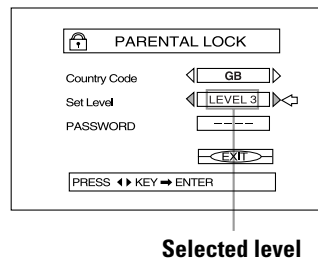 PARENTAL LOCK
Country Code GB
Set Level LEVEL 3
PASSWORD – – – –
EXIT
PRESS ◀ ▶ KEY ➡ ENTER
Selected level